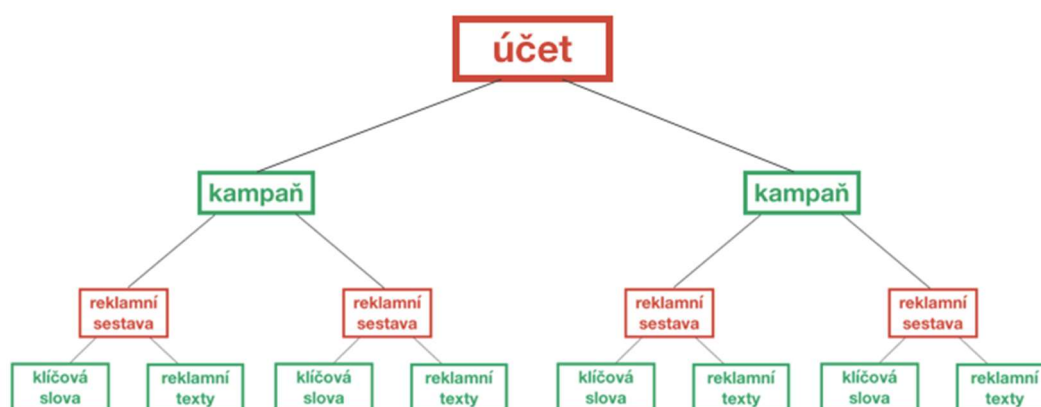 účet
kampaň kampaň
reklamní reklamní reklamní reklamní
sestava sestava sestava sestava
klíčová reklamní klíčová reklamní klíčová reklamní klíčová reklamní
slova texty slova texty slova texty slova texty